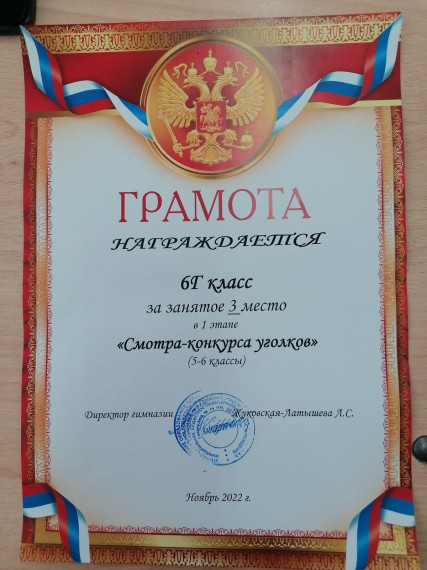 ГРАМОТА
НАГРАЖДАЕТСЯ
6Г класс
за занятое 3 место
в 1 этапе
«Смотра-конкурса уголков»
(5-6 классы)
Директор гимназии Жуковская-Латышева Л.С.
Ноябрь 2022 г.